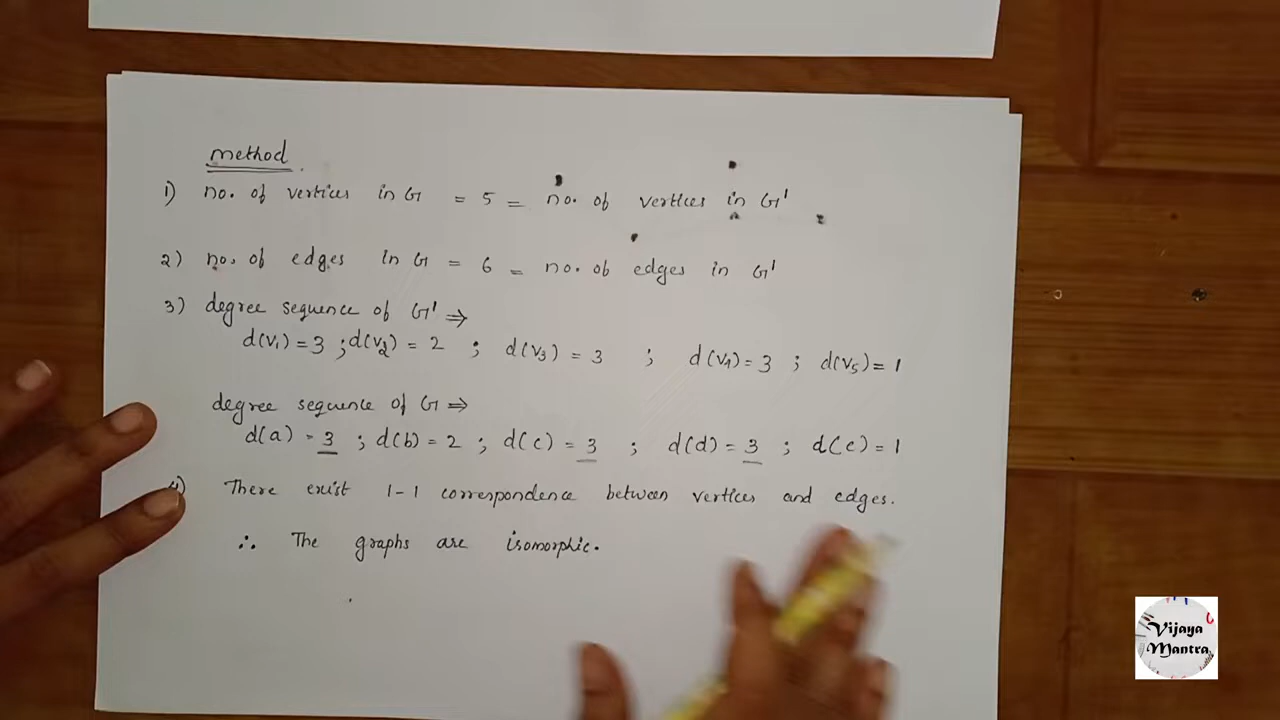 method
1) no. of vertices in G = 5 = no. of vertices in G'
2) no. of edges in G = 6 = no. of edges in G'
3) degree sequence of G' ⇒
d(v₁) = 3 ; d(v₂) = 2 ; d(v₃) = 3 ; d(v₄) = 3 ; d(v₅) = 1
degree sequence of G ⇒
d(a) = 3 ; d(b) = 2 ; d(c) = 3 ; d(d) = 3 ; d(e) = 1
4) There exist 1-1 correspondence between vertices and edges.
∴ The graphs are isomorphic.
Vijaya
Mantra